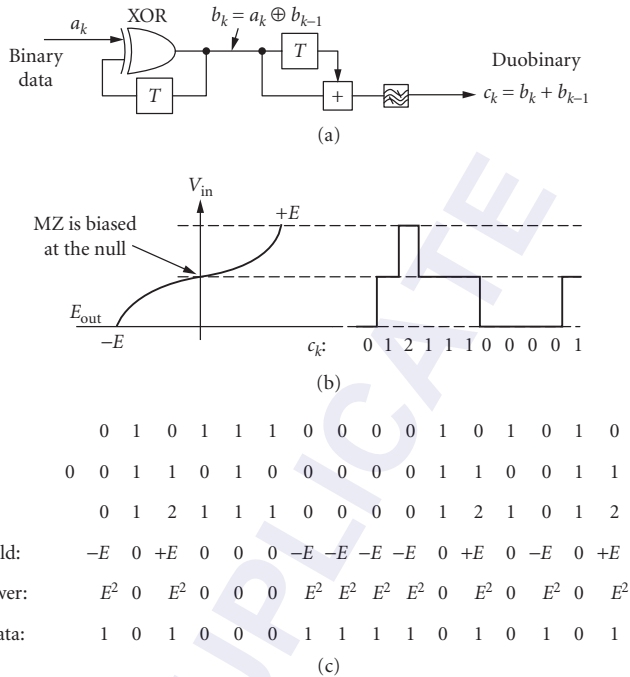 XOR
a_k
b_k = a_k ⊕ b_{k–1}
Binary data
T
T
+
Duobinary
c_k = b_k + b_{k–1}
(a)
V_in
MZ is biased at the null
+E
E_out
–E
c_k: 0 1 2 1 1 1 0 0 0 0 1
(b)
0 1 0 1 1 1 0 0 0 0 1 0 1 0 1 0
0 0 1 1 0 1 0 0 0 0 0 1 1 0 0 1 1
0 1 2 1 1 1 0 0 0 0 1 2 1 0 1 2
ld: –E 0 +E 0 0 0 –E –E –E –E 0 +E 0 –E 0 +E
wer: E² 0 E² 0 0 0 E² E² E² E² 0 E² 0 E² 0 E²
ata: 1 0 1 0 0 0 1 1 1 1 0 1 0 1 0 1
(c)
UPLICATE